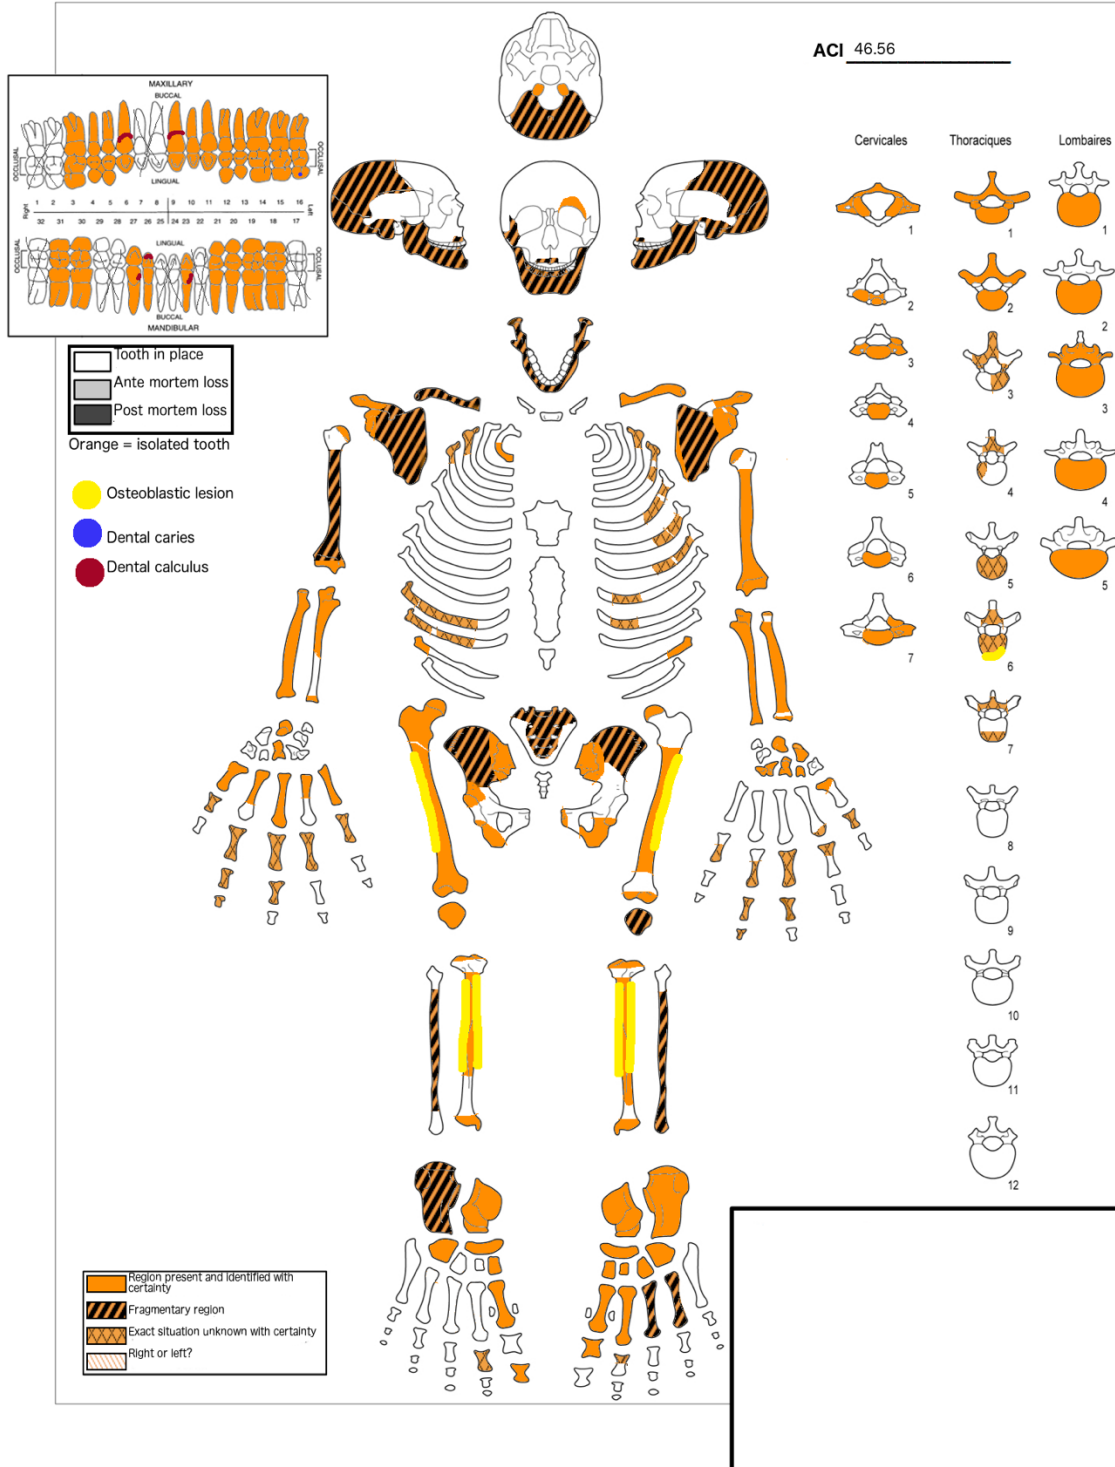 ACI 46.56
MAXILLARY
BUCCAL
OCCLUSAL
OCCLUSAL
LINGUAL
Right
1 2 3 4 5 6 7 8 9 10 11 12 13 14 15 16
Left
32 31 30 29 28 27 26 25 24 23 22 21 20 19 18 17
LINGUAL
OCCLUSAL
OCCLUSAL
BUCCAL
MANDIBULAR
Tooth in place
Ante mortem loss
Post mortem loss
Orange = isolated tooth
Osteoblastic lesion
Dental caries
Dental calculus
Cervicales
1
2
3
4
5
6
7
Thoraciques
1
2
3
4
5
6
7
8
9
10
11
12
Lombaires
1
2
3
4
5
Region present and identified with
certainty
Fragmentary region
Exact situation unknown with certainty
Right or left?